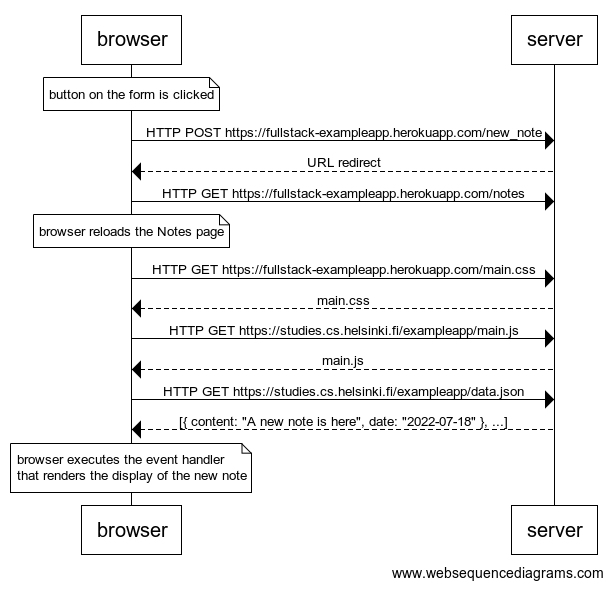 browser
server
button on the form is clicked
HTTP POST https://fullstack-exampleapp.herokuapp.com/new_note
URL redirect
HTTP GET https://fullstack-exampleapp.herokuapp.com/notes
browser reloads the Notes page
HTTP GET https://fullstack-exampleapp.herokuapp.com/main.css
main.css
HTTP GET https://studies.cs.helsinki.fi/exampleapp/main.js
main.js
HTTP GET https://studies.cs.helsinki.fi/exampleapp/data.json
[{ content: "A new note is here", date: "2022-07-18" }, ...]
browser executes the event handler
that renders the display of the new note
browser
server
www.websequencediagrams.com